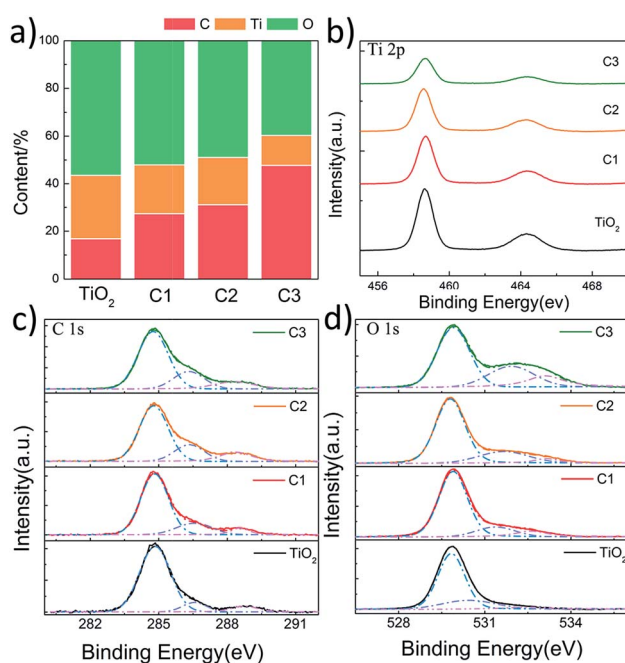 C Ti O
a)
100
80
60
40
20
0
Content/%
TiO2 C1 C2 C3
b)
Ti 2p
C3
C2
C1
TiO2
Intensity(a.u.)
456 460 464 468
Binding Energy(ev)
c)
C 1s
C3
C2
C1
TiO2
Intensity(a.u.)
282 285 288 291
Binding Energy(eV)
d)
O 1s
C3
C2
C1
TiO2
Intensity(a.u.)
528 531 534
Binding Energy(eV)